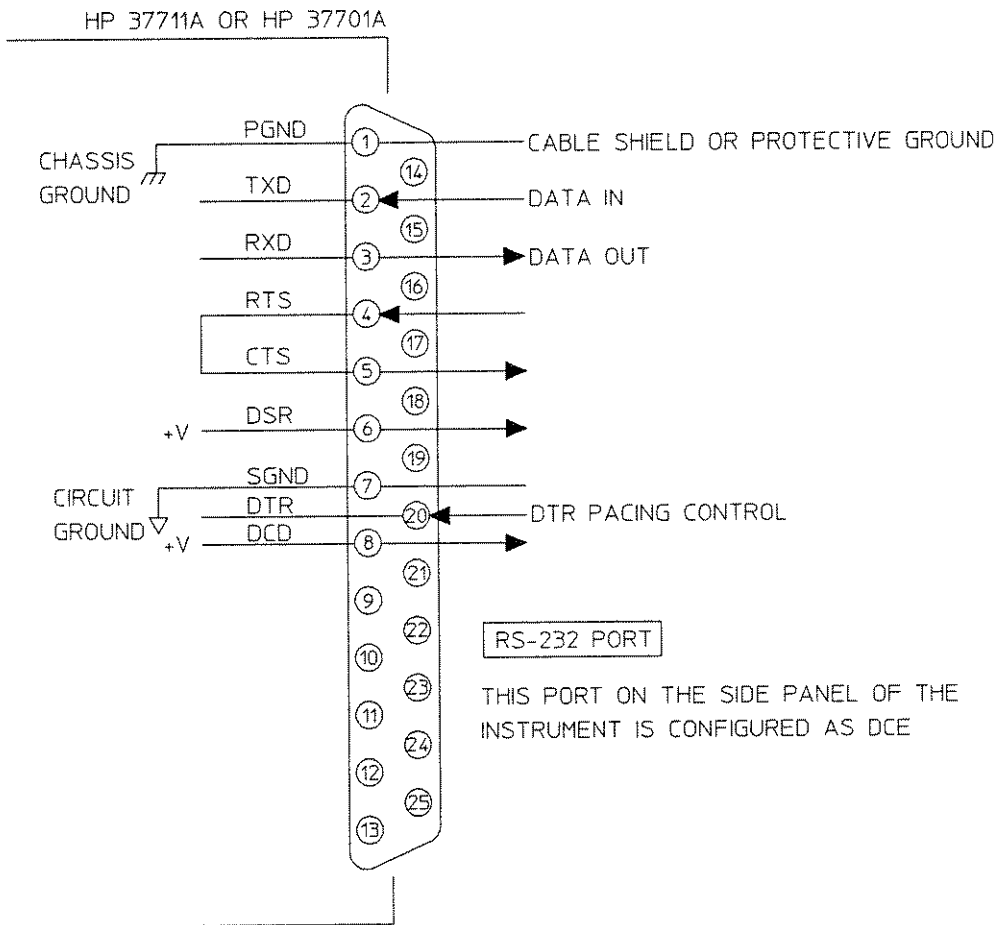 HP 37711A OR HP 37701A
PGND
1
CABLE SHIELD OR PROTECTIVE GROUND
CHASSIS
GROUND
14
TXD
2
DATA IN
15
RXD
3
DATA OUT
16
RTS
4
17
CTS
5
18
DSR
+V
6
19
SGND
7
CIRCUIT
GROUND
DTR
20
DTR PACING CONTROL
+V
DCD
8
21
9
22
RS-232 PORT
10
23
THIS PORT ON THE SIDE PANEL OF THE
INSTRUMENT IS CONFIGURED AS DCE
11
24
12
25
13